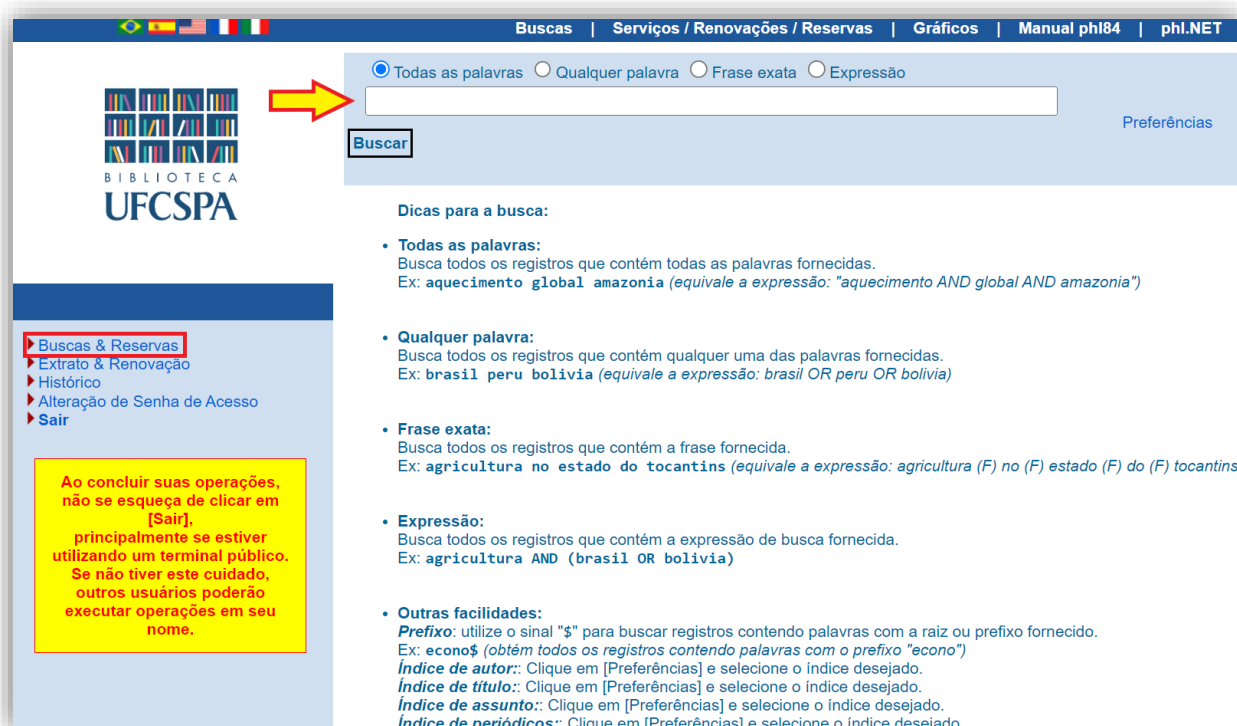 Buscas | Serviços / Renovações / Reservas | Gráficos | Manual phl84 | phl.NET
Todas as palavras Qualquer palavra Frase exata Expressão
Preferências
Buscar
BIBLIOTECA
UFCSPA
Buscas & Reservas
Extrato & Renovação
Histórico
Alteração de Senha de Acesso
Sair
Ao concluir suas operações,
não se esqueça de clicar em
[Sair],
principalmente se estiver
utilizando um terminal público.
Se não tiver este cuidado,
outros usuários poderão
executar operações em seu
nome.
Dicas para a busca:
• Todas as palavras:
Busca todos os registros que contém todas as palavras fornecidas.
Ex: aquecimento global amazonia (equivale a expressão: "aquecimento AND global AND amazonia")
• Qualquer palavra:
Busca todos os registros que contém qualquer uma das palavras fornecidas.
Ex: brasil peru bolivia (equivale a expressão: brasil OR peru OR bolivia)
• Frase exata:
Busca todos os registros que contém a frase fornecida.
Ex: agricultura no estado do tocantins (equivale a expressão: agricultura (F) no (F) estado (F) do (F) tocantins
• Expressão:
Busca todos os registros que contém a expressão de busca fornecida.
Ex: agricultura AND (brasil OR bolivia)
• Outras facilidades:
Prefixo: utilize o sinal "$" para buscar registros contendo palavras com a raiz ou prefixo fornecido.
Ex: econo$ (obtém todos os registros contendo palavras com o prefixo "econo")
Índice de autor:: Clique em [Preferências] e selecione o índice desejado.
Índice de título:: Clique em [Preferências] e selecione o índice desejado.
Índice de assunto:: Clique em [Preferências] e selecione o índice desejado.
Índice de periódicos:: Clique em [Preferências] e selecione o índice desejado